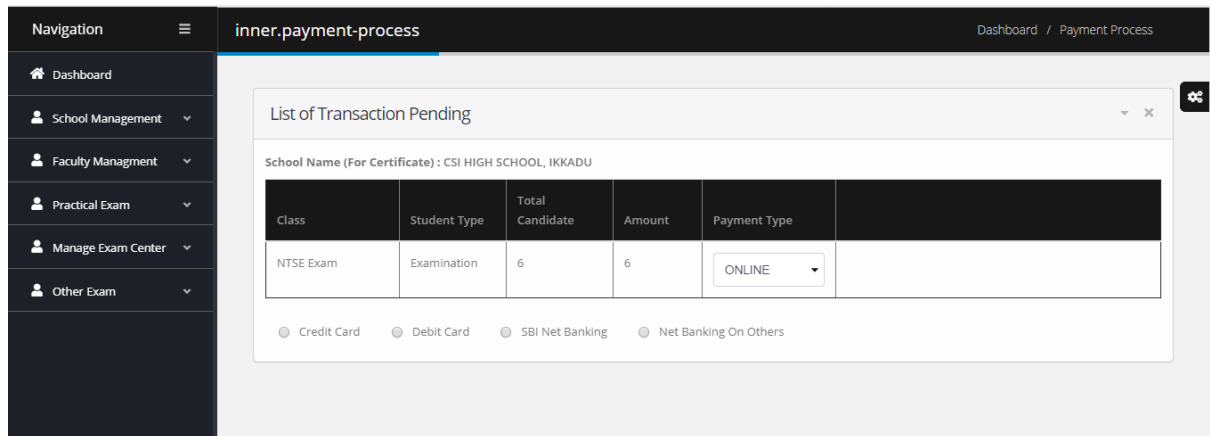 Navigation
inner.payment-process
Dashboard / Payment Process
Dashboard
School Management
Faculty Managment
Practical Exam
Manage Exam Center
Other Exam
List of Transaction Pending
School Name (For Certificate) : CSI HIGH SCHOOL, IKKADU
Class Student Type Total Candidate Amount Payment Type
NTSE Exam Examination 6 6 ONLINE
Credit Card Debit Card SBI Net Banking Net Banking On Others